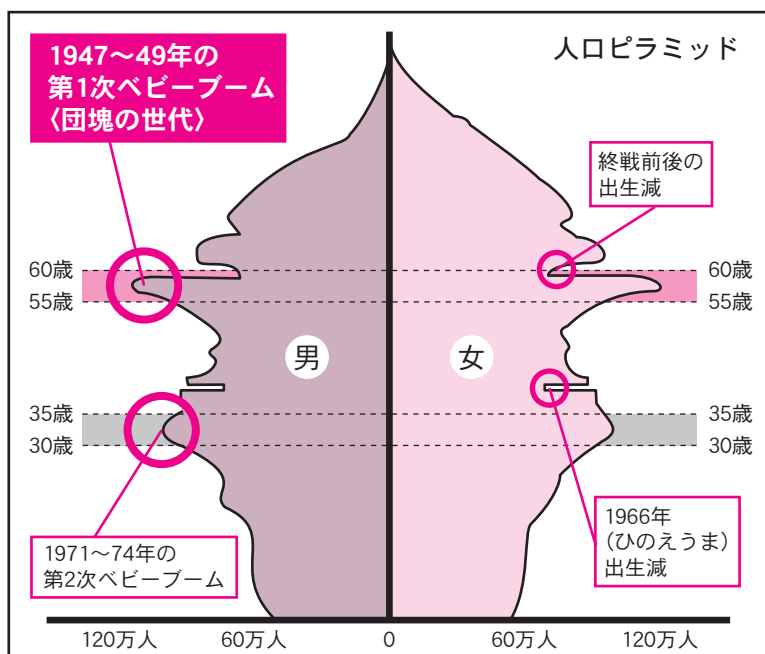 人口ピラミッド
1947～49年の
第1次ベビーブーム
〈団塊の世代〉
終戦前後の
出生減
60歳
60歳
55歳
55歳
男
女
35歳
35歳
30歳
30歳
1971～74年の
第2次ベビーブーム
1966年
（ひのえうま）
出生減
120万人 60万人 0 60万人 120万人